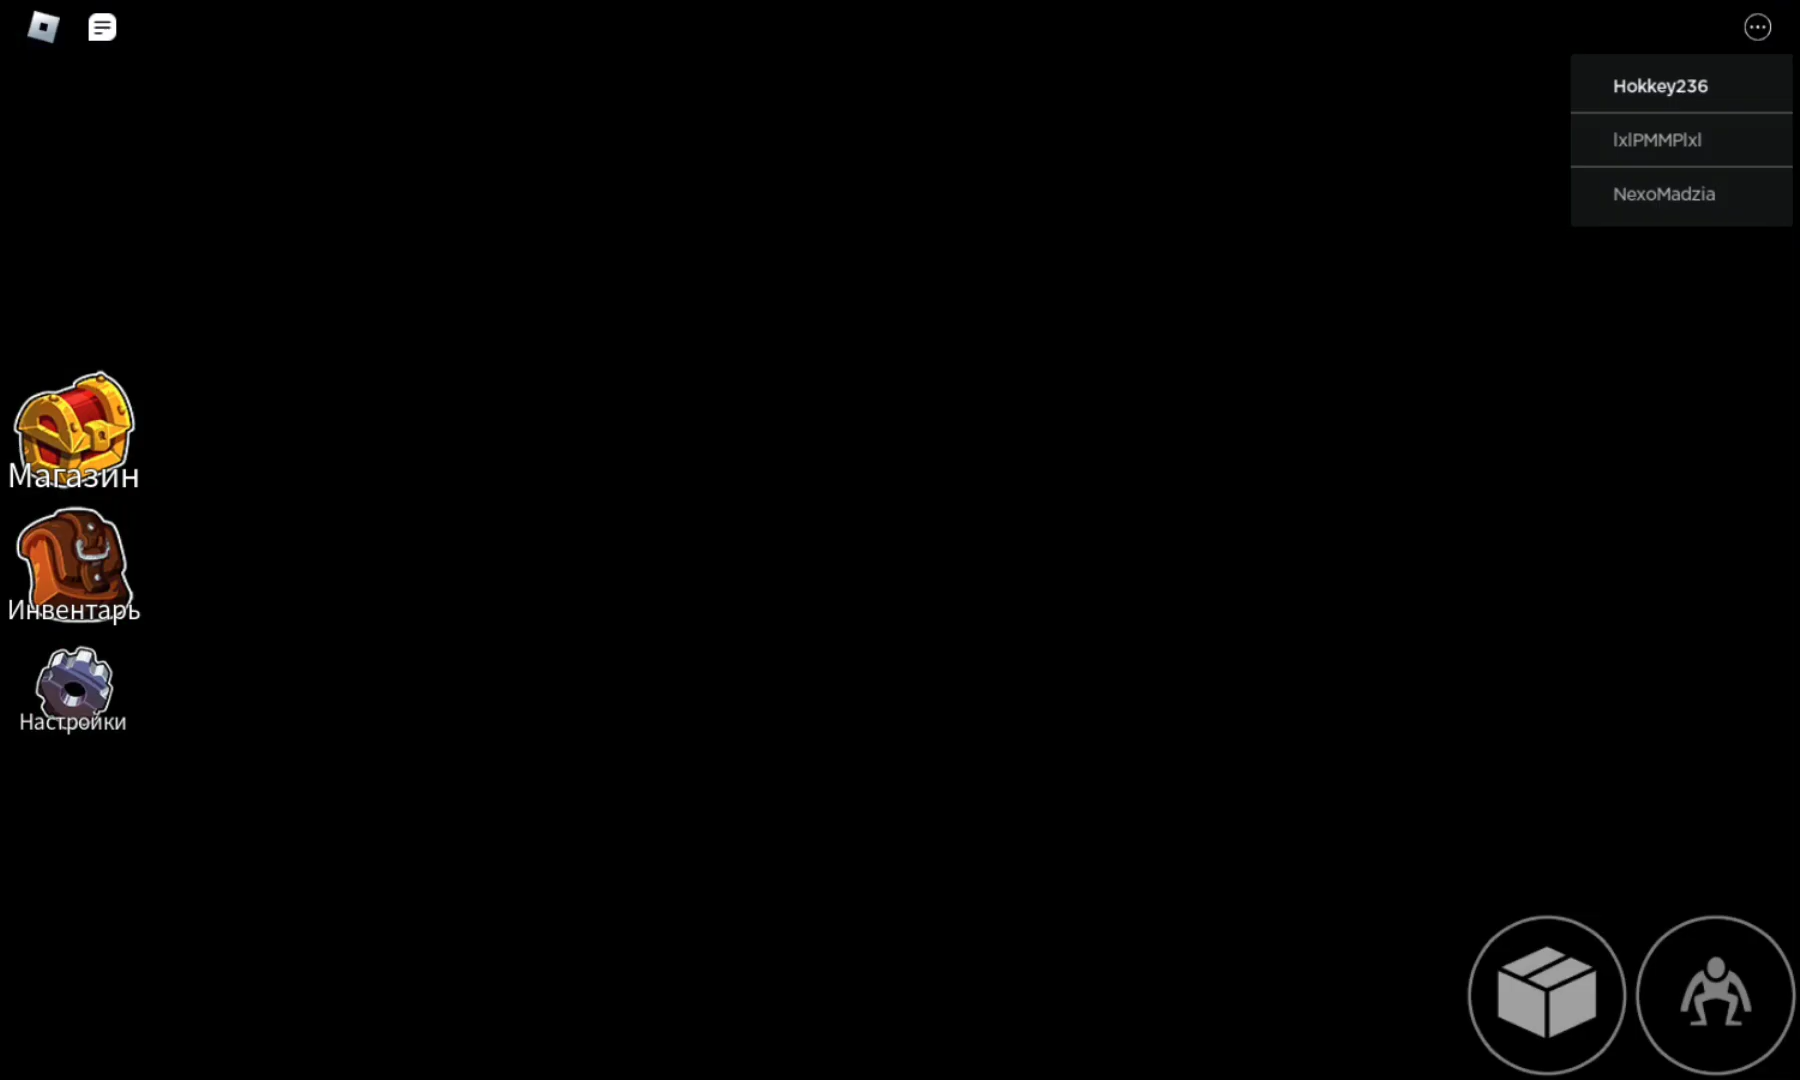 Hokkey236
lxlPMMPlxl
NexoMadzia
Магазин
Инвентарь
Настройки